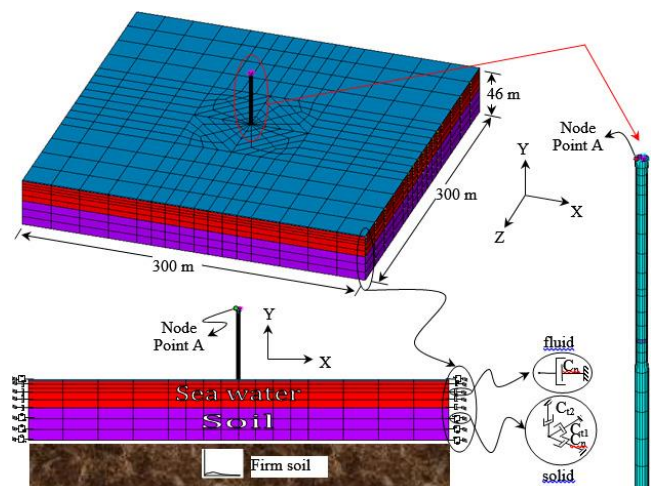 46 m
Node
Point A
Y
X
Z
300 m
300 m
Node
Point A
Y
X
fluid
Cn
Sea water
Soil
Ct2
Ct1
Cn
Firm soil
solid